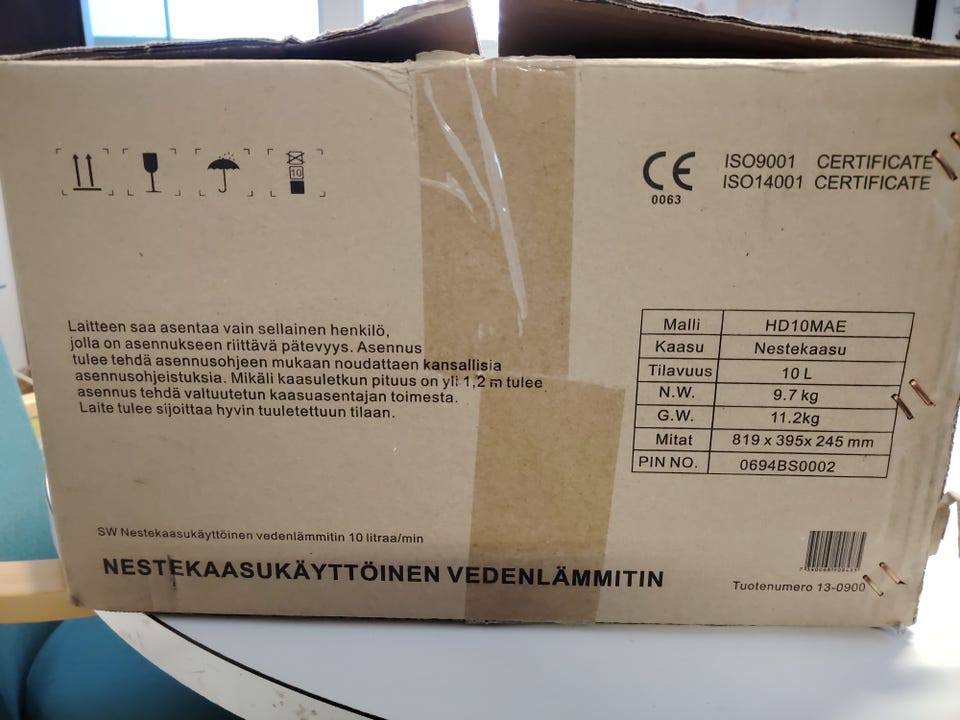 10
CE
0063
ISO9001 CERTIFICATE
ISO14001 CERTIFICATE
Laitteen saa asentaa vain sellainen henkilö,
jolla on asennukseen riittävä pätevyys. Asennus
tulee tehdä asennusohjeen mukaan noudattaen kansallisia
asennusohjeistuksia. Mikäli kaasuletkun pituus on yli 1,2 m tulee
asennus tehdä valtuutetun kaasuasentajan toimesta.
Laite tulee sijoittaa hyvin tuuletettuun tilaan.
Malli HD10MAE
Kaasu Nestekaasu
Tilavuus 10 L
N.W. 9.7 kg
G.W. 11.2kg
Mitat 819 x 395x 245 mm
PIN NO. 0694BS0002
SW Nestekaasukäyttöinen vedenlämmitin 10 litraa/min
NESTEKAASUKÄYTTÖINEN VEDENLÄMMITIN
Tuotenumero 13-0900